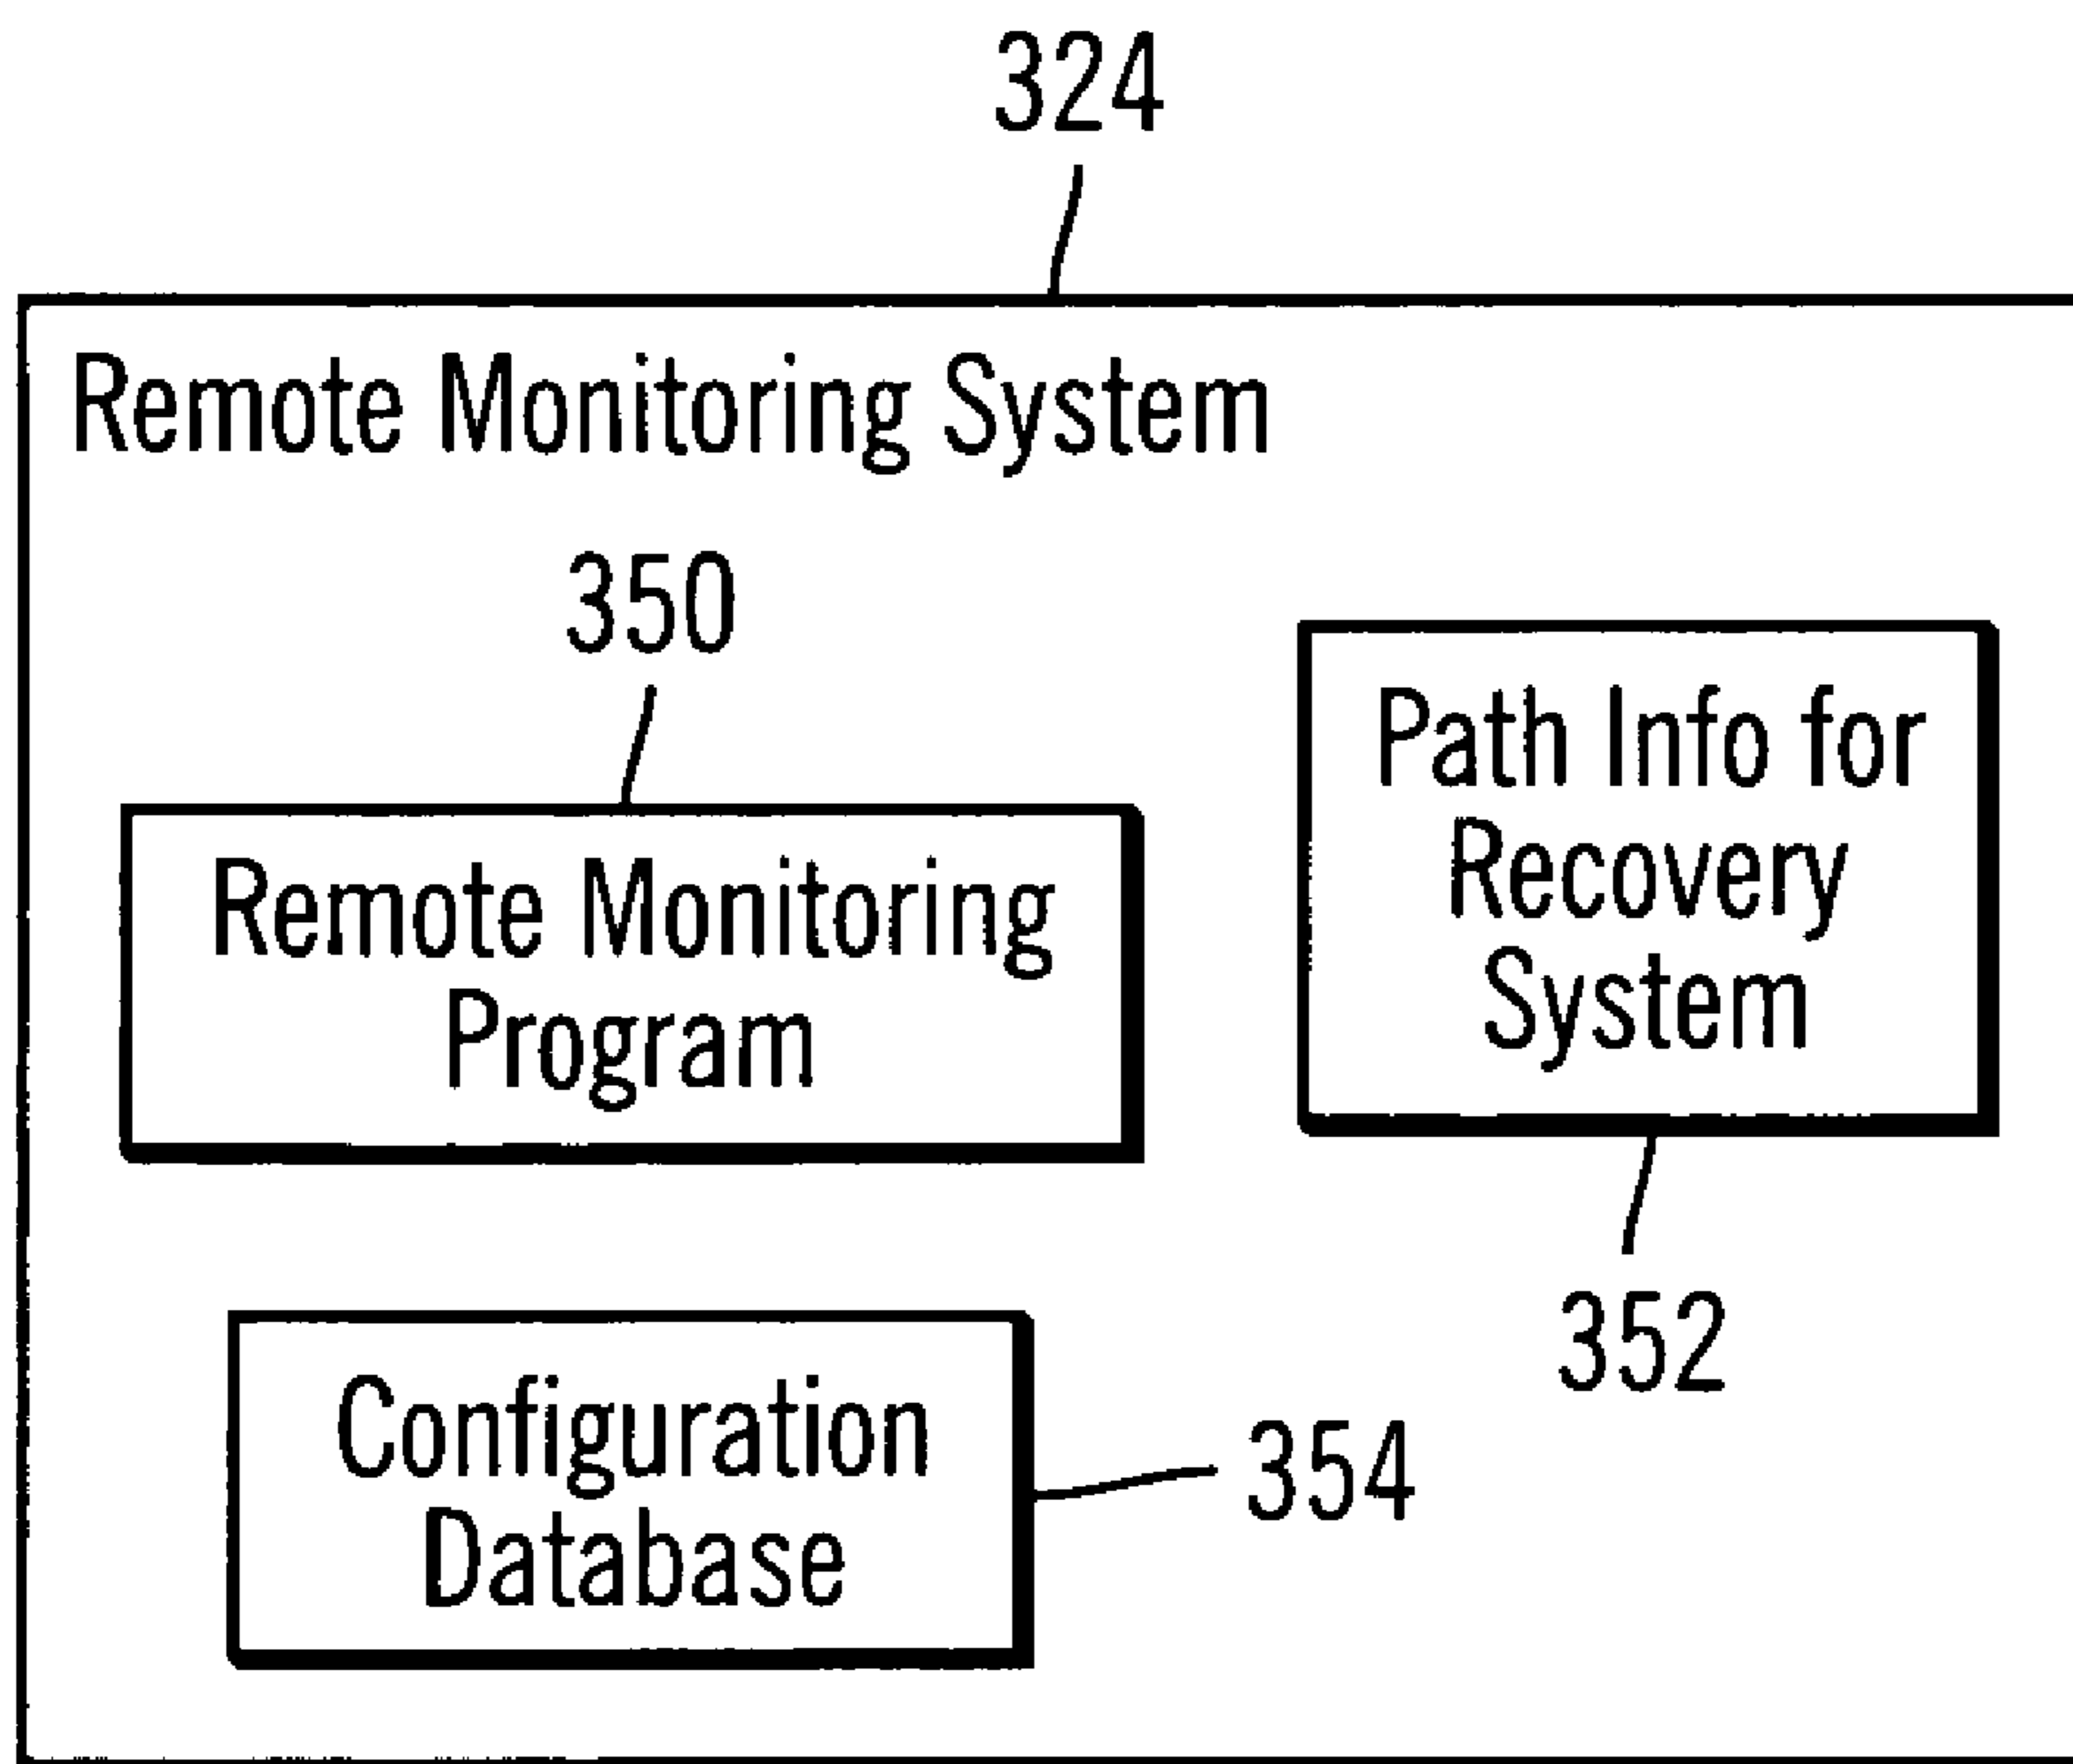 324
Remote Monitoring System
350
Remote Monitoring
Program
Path Info for
Recovery
System
352
Configuration
Database
354